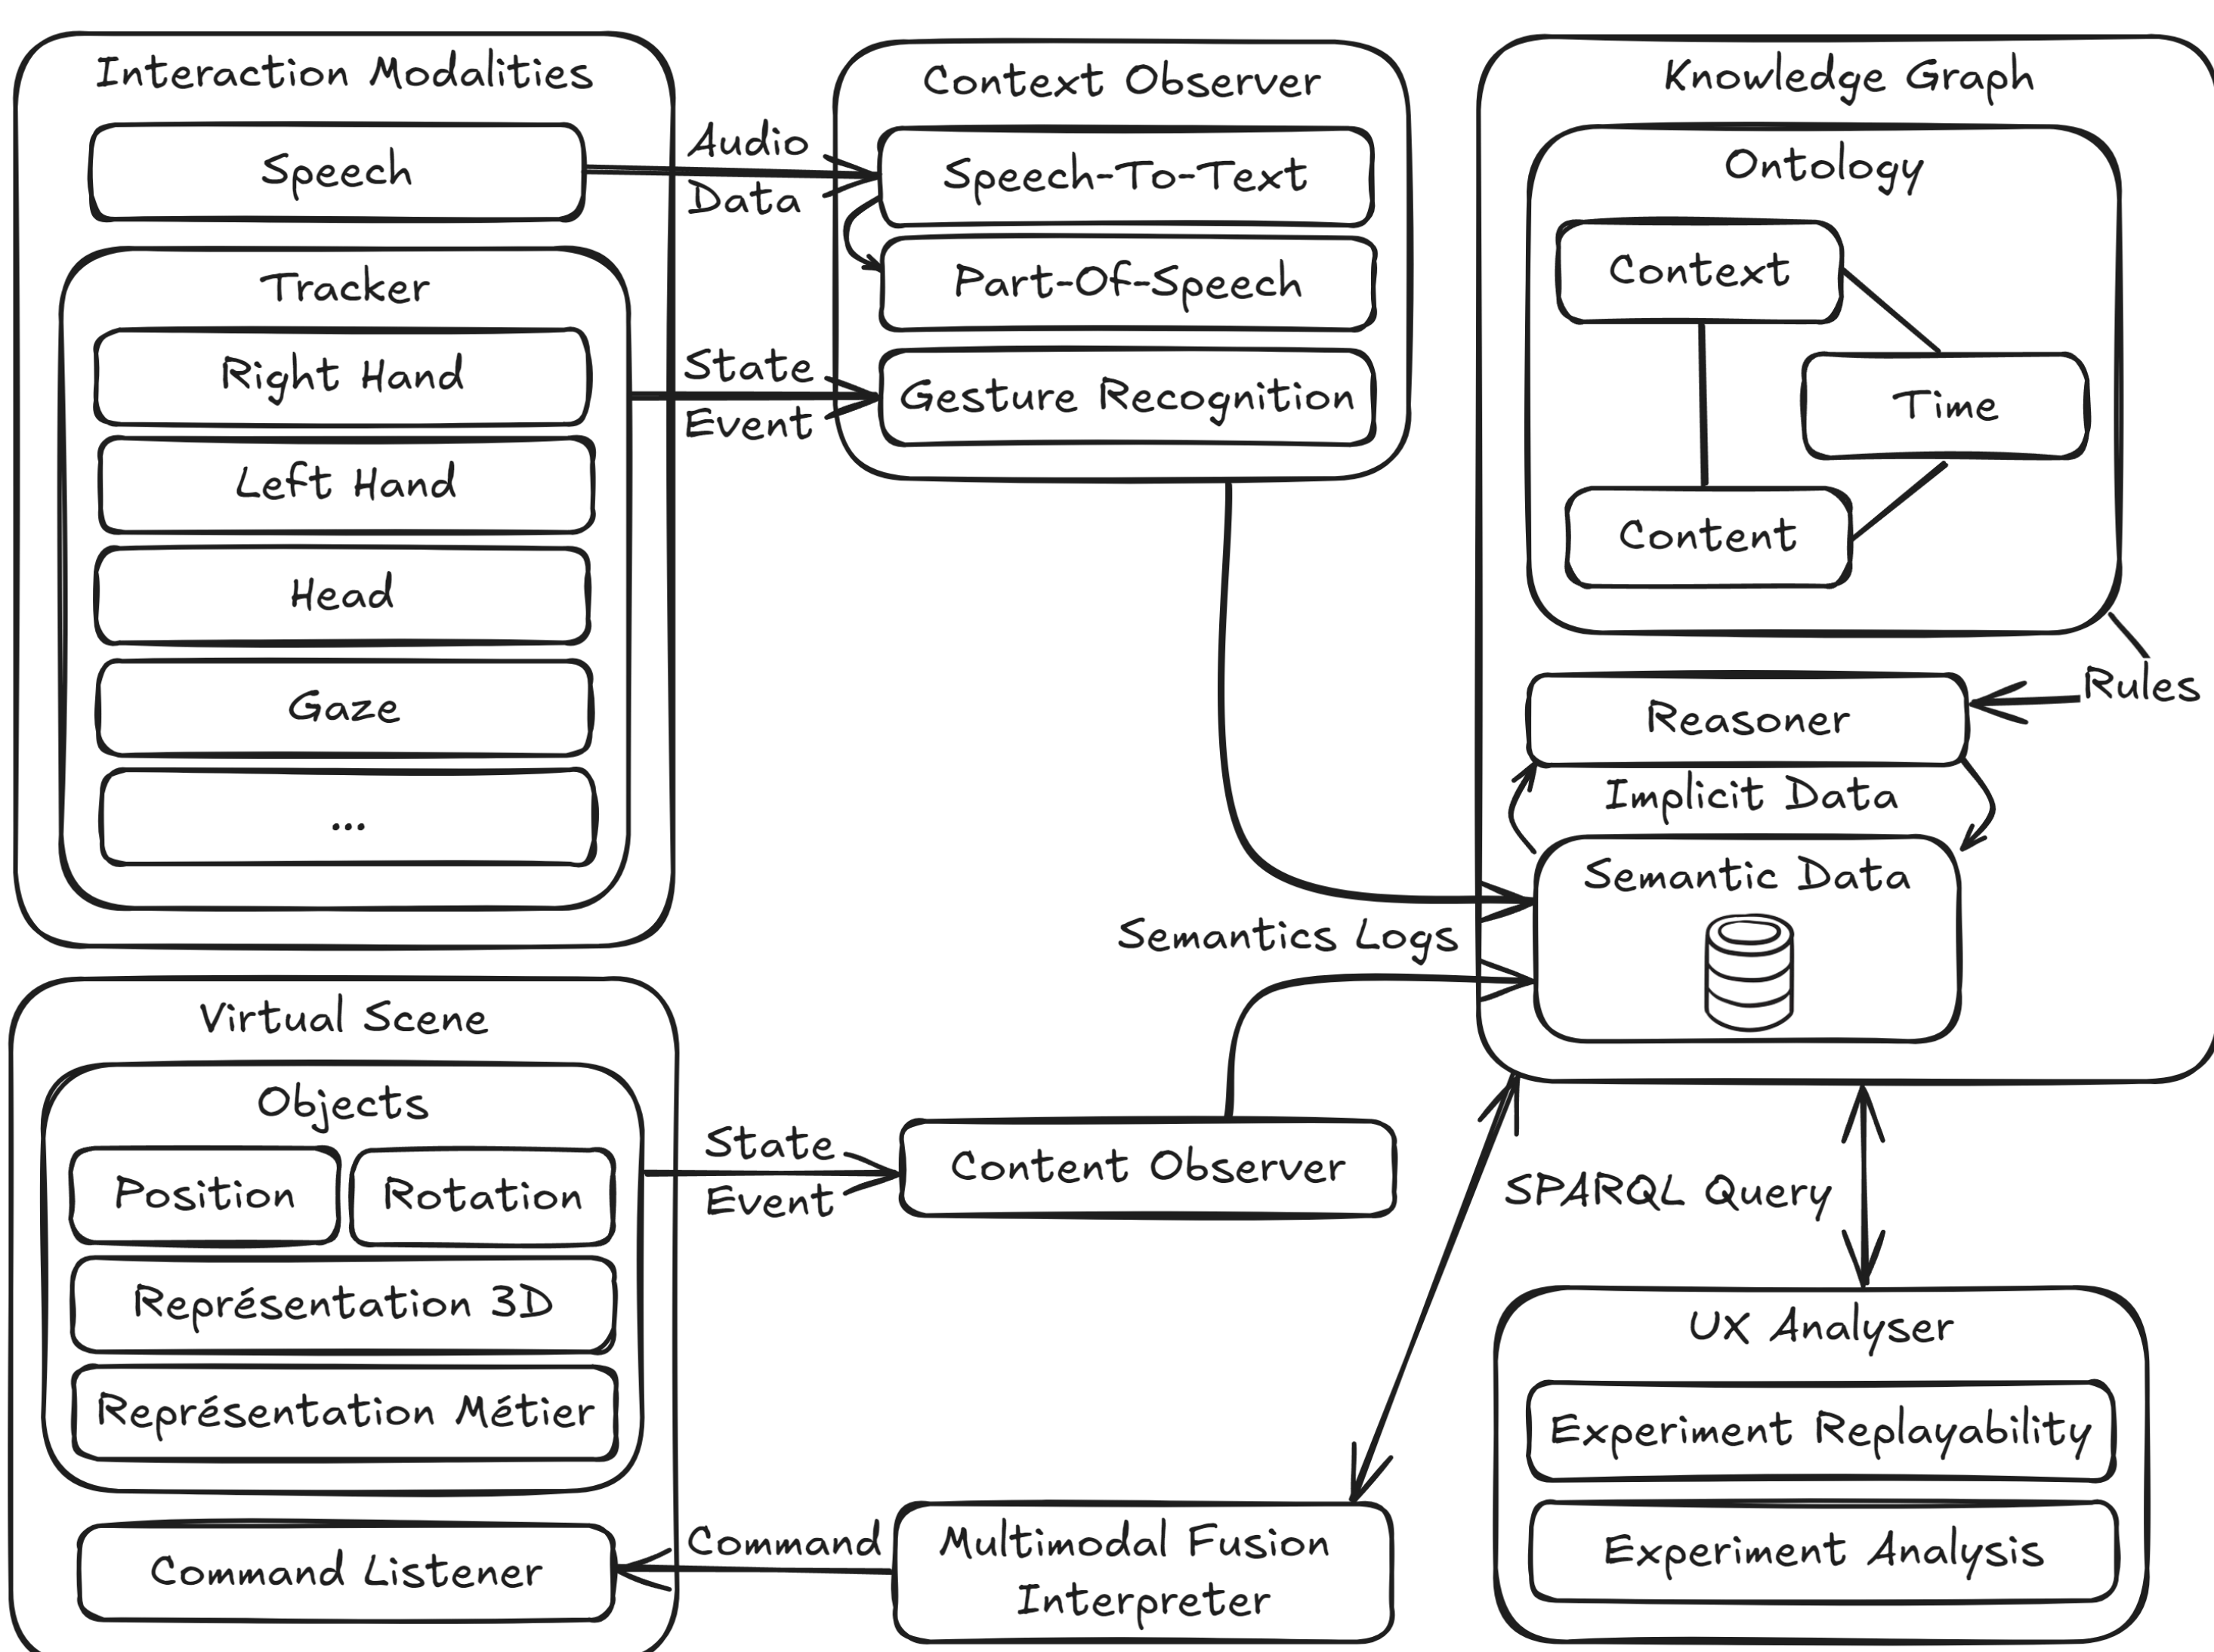 Interaction Modalities
Speech
Tracker
Right Hand
Left Hand
Head
Gaze
...
Audio
Data
State
Event
Context Observer
Speech-To-Text
Part-Of-Speech
Gesture Recognition
Knowledge Graph
Ontology
Context
Time
Content
Rules
Reasoner
Implicit Data
Semantic Data
Semantics Logs
Virtual Scene
Objects
Position
Rotation
Représentation 3D
Représentation Métier
Command Listener
State
Event
Content Observer
Command
Multimodal Fusion
Interpreter
SPARQL Query
UX Analyser
Experiment Replayability
Experiment Analysis